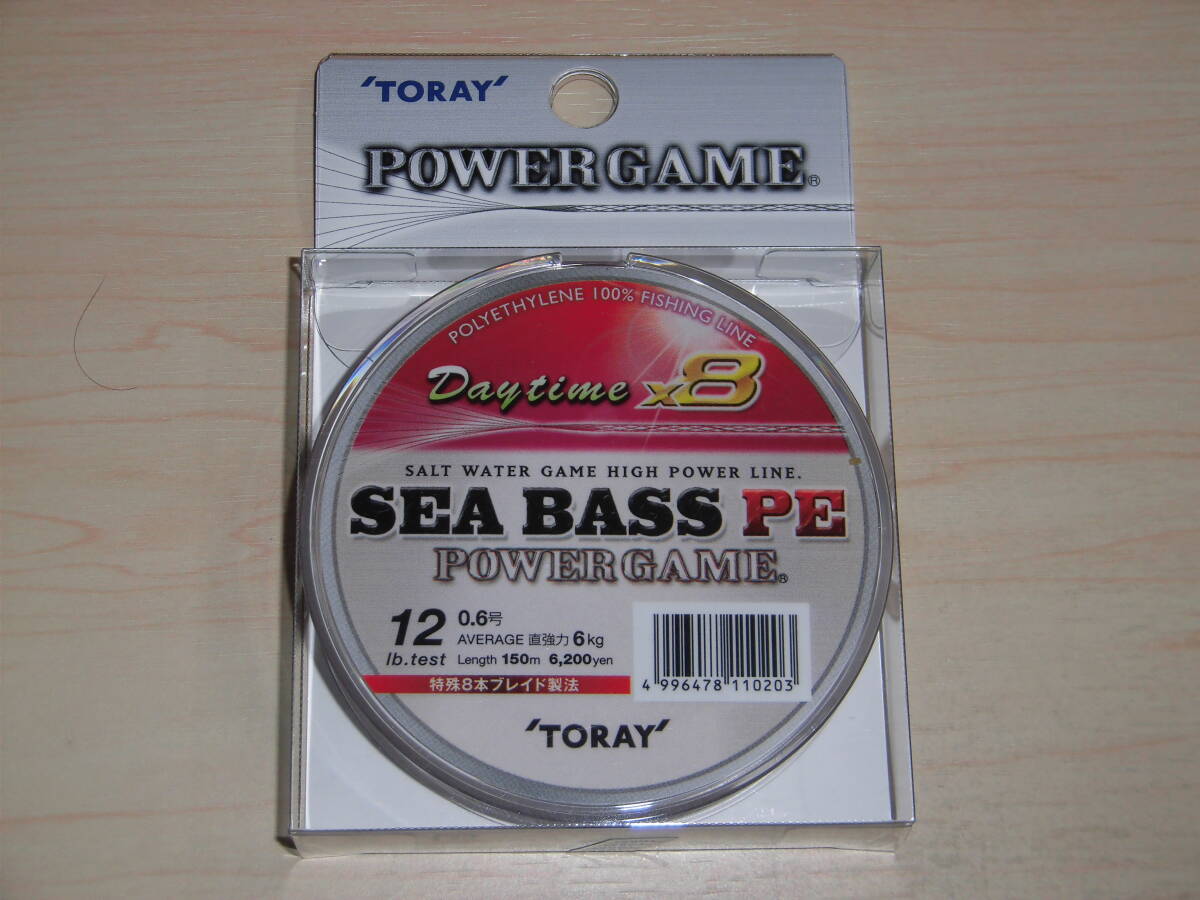 'TORAY'
POWERGAME®
POLYETHYLENE 100% FISHING LINE
Daytime x8
SALT WATER GAME HIGH POWER LINE.
SEA BASS PE
POWERGAME®
12 lb.test
0.6号
AVERAGE 直強力 6kg
Length 150m 6,200yen
特殊8本ブレイド製法
4 996478 110203
'TORAY'